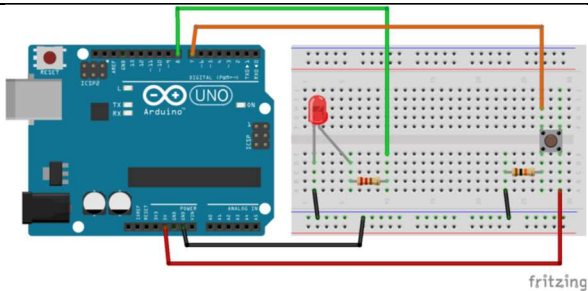 RESET
ICSP2
AREF
GND
13
12
~11
~10
~9
8
7
~6
~5
4
~3
2
TX→1
RX←0
DIGITAL (PWM=~)
L
TX
RX
UNO
Arduino™
ON
ICSP
IOREF
RESET
3V3
5V
GND
GND
VIN
POWER
ANALOG IN
A0
A1
A2
A3
A4
A5
fritzing